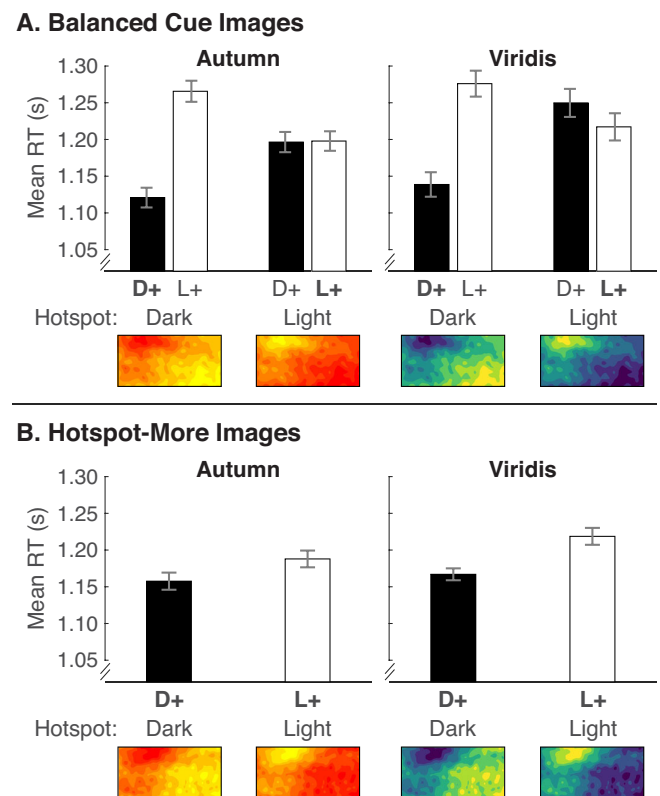 A. Balanced Cue Images
Autumn
Viridis
Mean RT (s)
1.30
1.25
1.20
1.15
1.10
1.05
D+ L+ D+ L+ D+ L+ D+ L+
Hotspot: Dark Light Dark Light
B. Hotspot-More Images
Autumn
Viridis
Mean RT (s)
1.30
1.25
1.20
1.15
1.10
1.05
D+ L+ D+ L+
Hotspot: Dark Light Dark Light